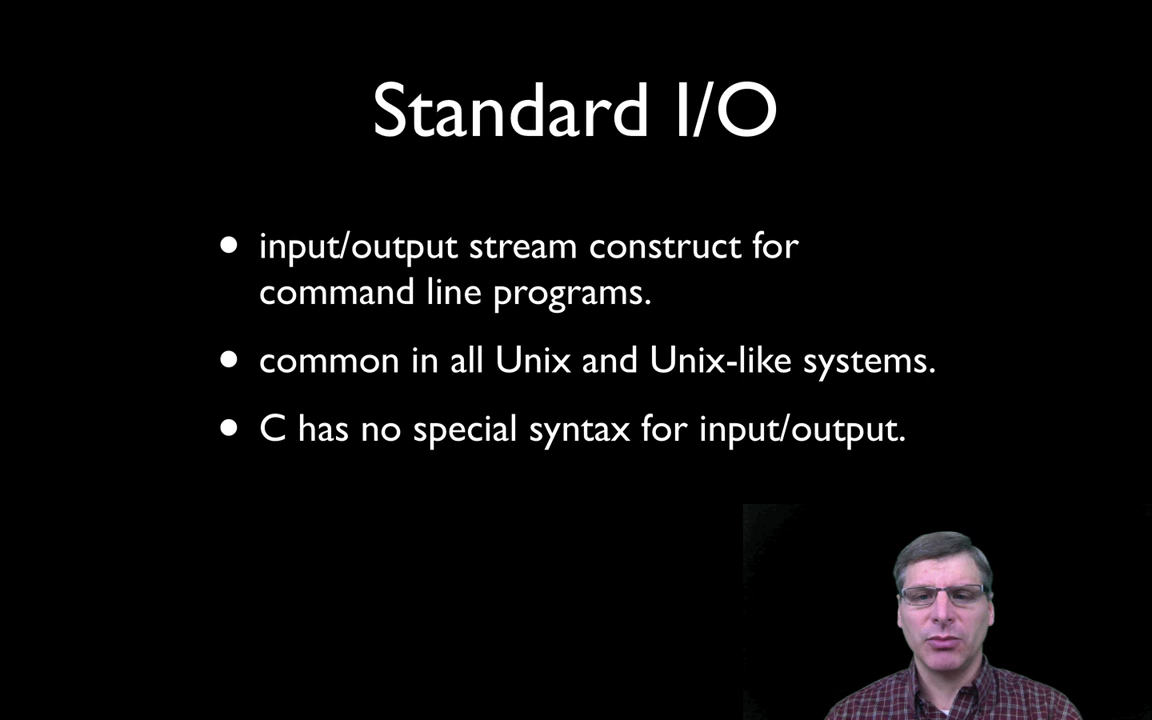 Standard I/O
• input/output stream construct for
command line programs.
• common in all Unix and Unix-like systems.
• C has no special syntax for input/output.